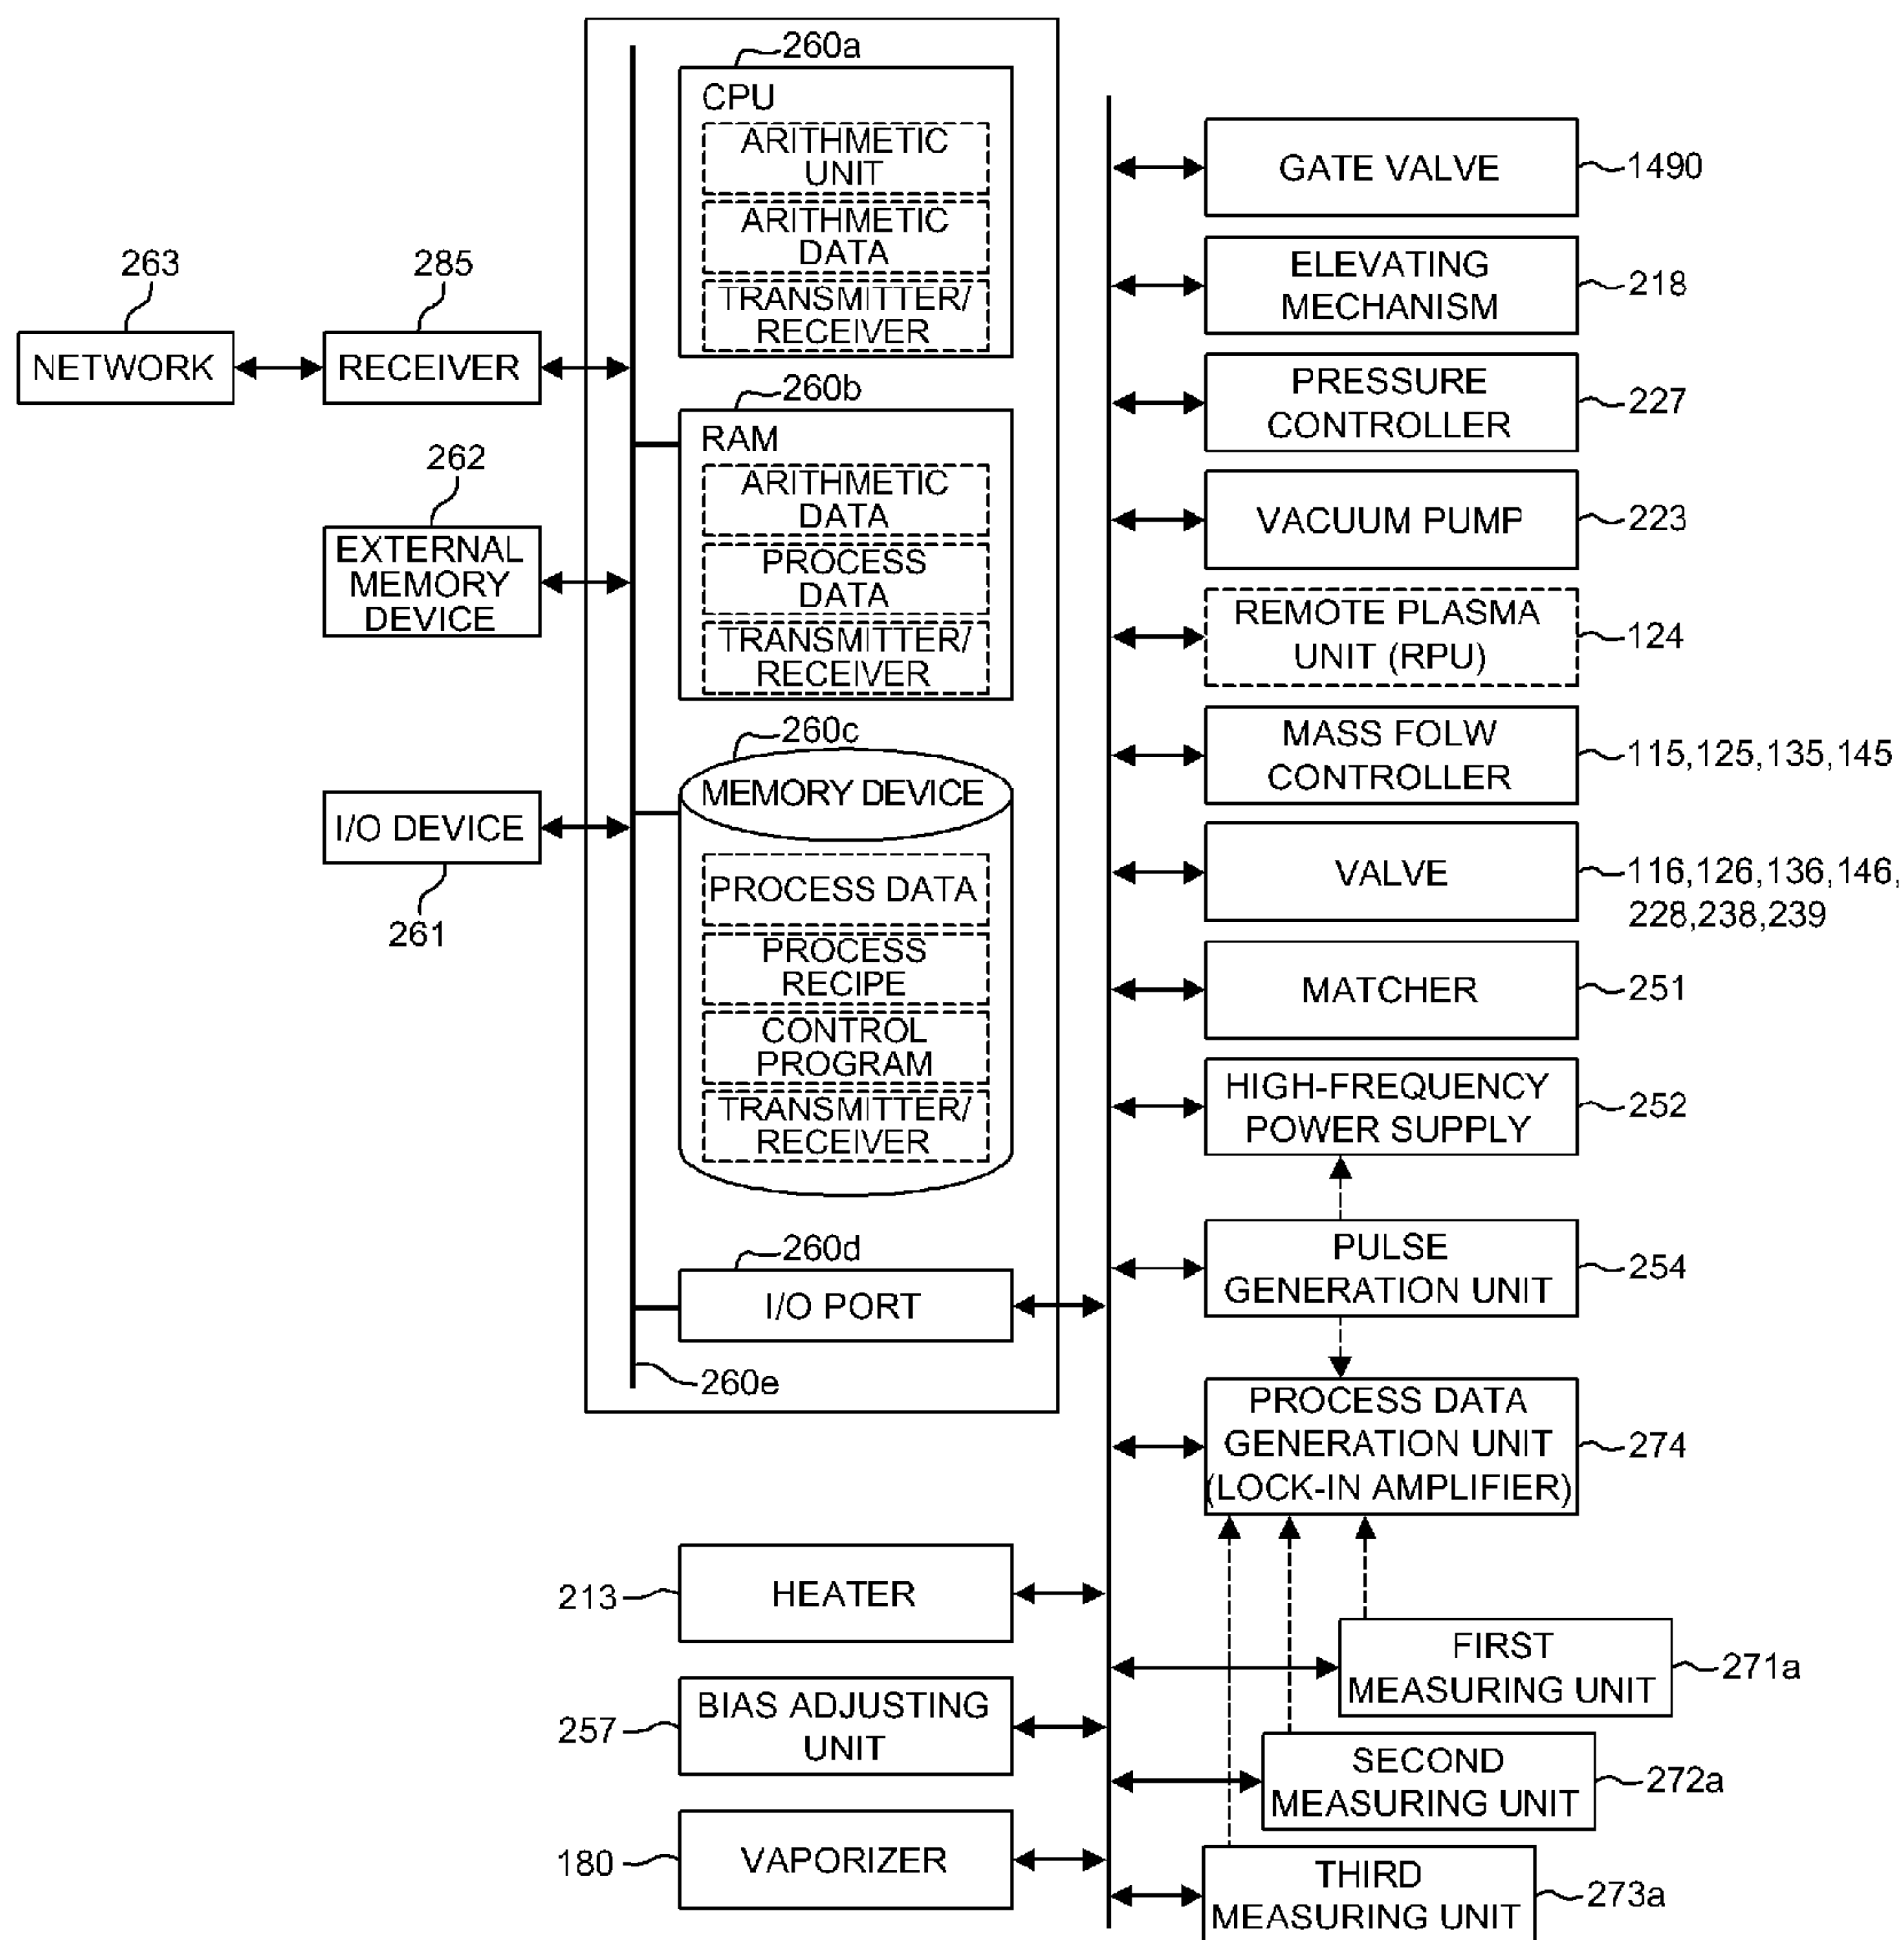 260a
CPU
ARITHMETIC
UNIT
ARITHMETIC
DATA
TRANSMITTER/
RECEIVER
263
285
NETWORK
RECEIVER
260b
RAM
ARITHMETIC
DATA
PROCESS
DATA
TRANSMITTER/
RECEIVER
262
EXTERNAL
MEMORY
DEVICE
260c
MEMORY DEVICE
PROCESS DATA
PROCESS
RECIPE
CONTROL
PROGRAM
TRANSMITTER/
RECEIVER
I/O DEVICE
261
260d
I/O PORT
260e
GATE VALVE
1490
ELEVATING
MECHANISM
218
PRESSURE
CONTROLLER
227
VACUUM PUMP
223
REMOTE PLASMA
UNIT (RPU)
124
MASS FOLW
CONTROLLER
115,125,135,145
VALVE
116,126,136,146,
228,238,239
MATCHER
251
HIGH-FREQUENCY
POWER SUPPLY
252
PULSE
GENERATION UNIT
254
PROCESS DATA
GENERATION UNIT
(LOCK-IN AMPLIFIER)
274
213
HEATER
257
BIAS ADJUSTING
UNIT
180
VAPORIZER
FIRST
MEASURING UNIT
271a
SECOND
MEASURING UNIT
272a
THIRD
MEASURING UNIT
273a